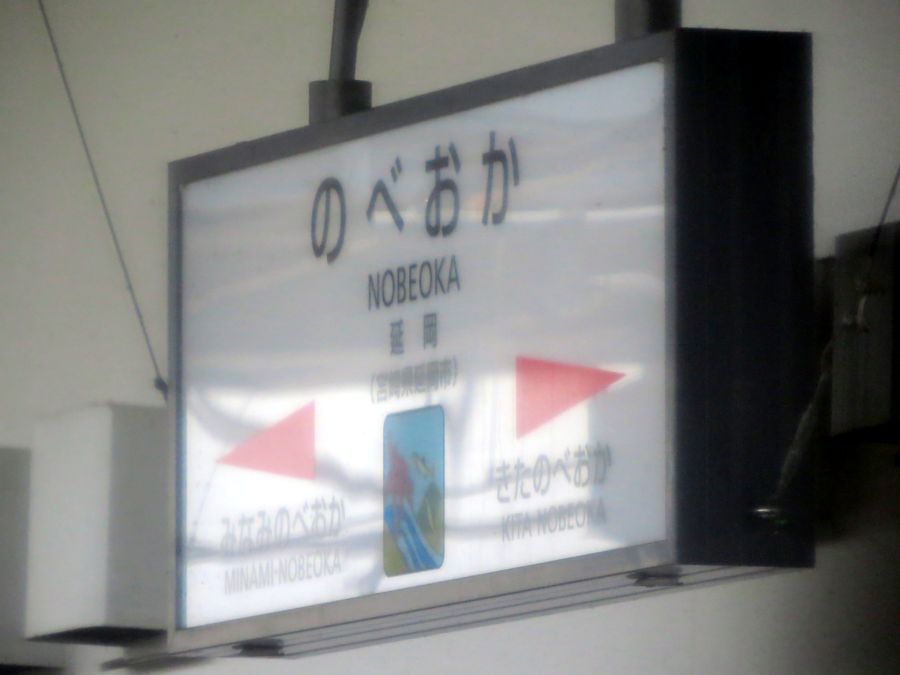 のべおか
NOBEOKA
延岡
(宮崎県延岡市)
みなみのべおか
MINAMI-NOBEOKA
きたのべおか
KITA-NOBEOKA